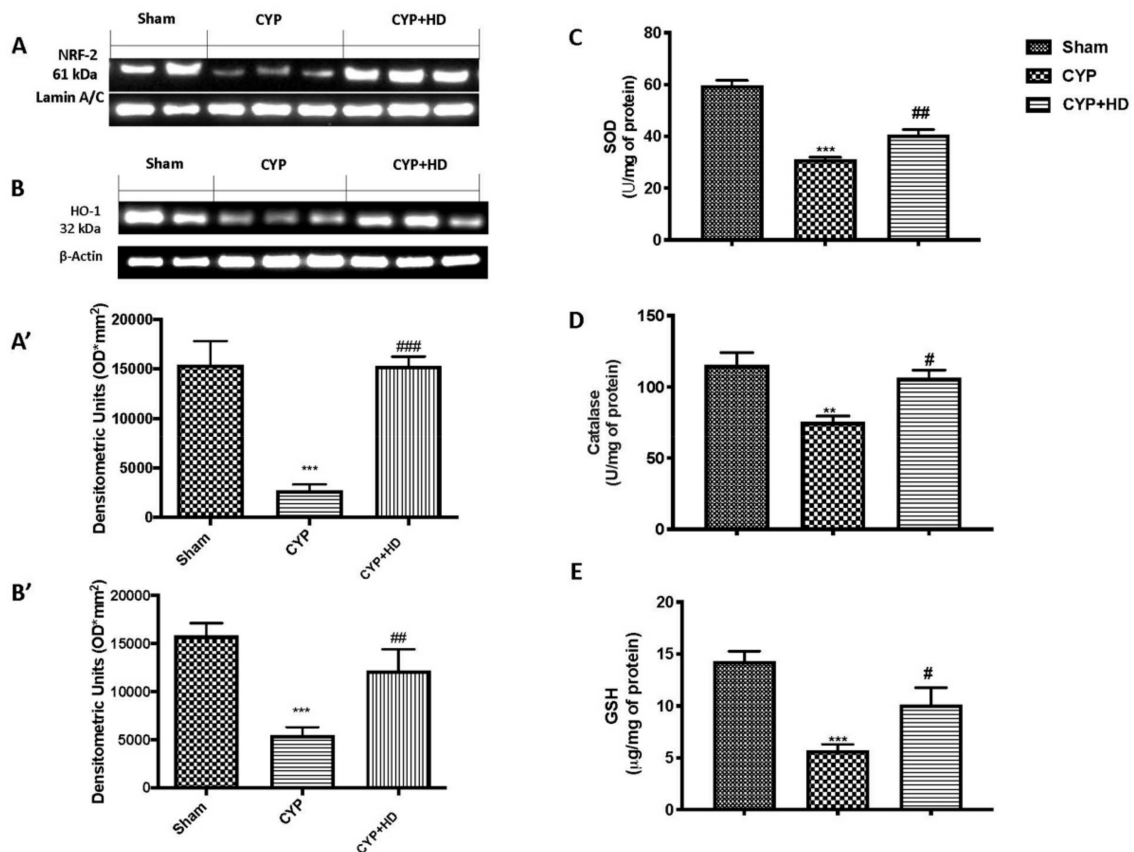 A
Sham CYP CYP+HD
NRF-2
61 kDa
Lamin A/C
B
Sham CYP CYP+HD
HO-1
32 kDa
β-Actin
A’
Densitometric Units (OD*mm²)
20000
15000
10000
5000
0
***
###
Sham
CYP
CYP+HD
B’
Densitometric Units (OD*mm²)
20000
15000
10000
5000
0
***
##
Sham
CYP
CYP+HD
C
SOD
(U/mg of protein)
80
60
40
20
0
***
##
Sham
CYP
CYP+HD
D
Catalase
(U/mg of protein)
150
100
50
0
**
#
E
GSH
(µg/mg of protein)
20
15
10
5
0
***
#